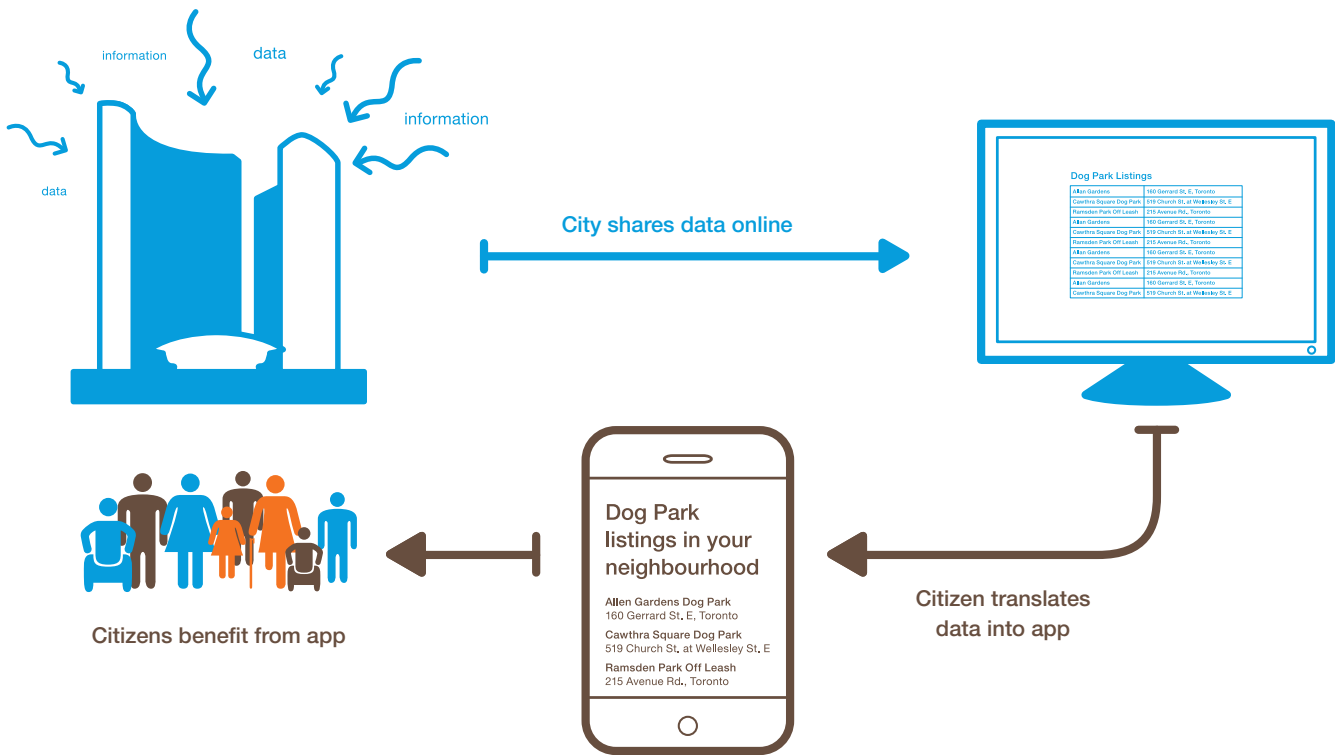 information
data
information
data
City shares data online
Dog Park Listings
Allan Gardens 160 Gerrard St. E, Toronto
Cawthra Square Dog Park 519 Church St. at Wellesley St. E
Ramsden Park Off Leash 215 Avenue Rd., Toronto
Allan Gardens 160 Gerrard St. E, Toronto
Cawthra Square Dog Park 519 Church St. at Wellesley St. E
Ramsden Park Off Leash 215 Avenue Rd., Toronto
Allan Gardens 160 Gerrard St. E, Toronto
Cawthra Square Dog Park 519 Church St. at Wellesley St. E
Ramsden Park Off Leash 215 Avenue Rd., Toronto
Allan Gardens 160 Gerrard St. E, Toronto
Cawthra Square Dog Park 519 Church St. at Wellesley St. E
Citizen translates
data into app
Dog Park
listings in your
neighbourhood
Allen Gardens Dog Park
160 Gerrard St. E, Toronto
Cawthra Square Dog Park
519 Church St. at Wellesley St. E
Ramsden Park Off Leash
215 Avenue Rd., Toronto
Citizens benefit from app